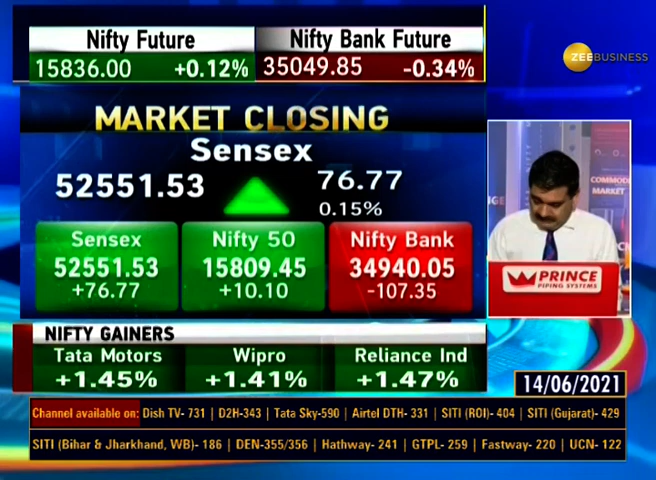 Nifty Future
15836.00 +0.12%
Nifty Bank Future
35049.85 -0.34%
ZEE BUSINESS
MARKET CLOSING
Sensex
52551.53
76.77
0.15%
Sensex
52551.53
+76.77
Nifty 50
15809.45
+10.10
Nifty Bank
34940.05
-107.35
COMMOD
MARKET
PRINCE
PIPING SYSTEMS
NIFTY GAINERS
Tata Motors
+1.45%
Wipro
+1.41%
Reliance Ind
+1.47%
14/06/2021
Channel available on: Dish TV- 731 | D2H-343 | Tata Sky-590 | Airtel DTH- 331 | SITI (ROI)- 404 | SITI (Gujarat)- 429
SITI (Bihar & Jharkhand, WB)- 186 | DEN-355/356 | Hathway- 241 | GTPL- 259 | Fastway- 220 | UCN- 122